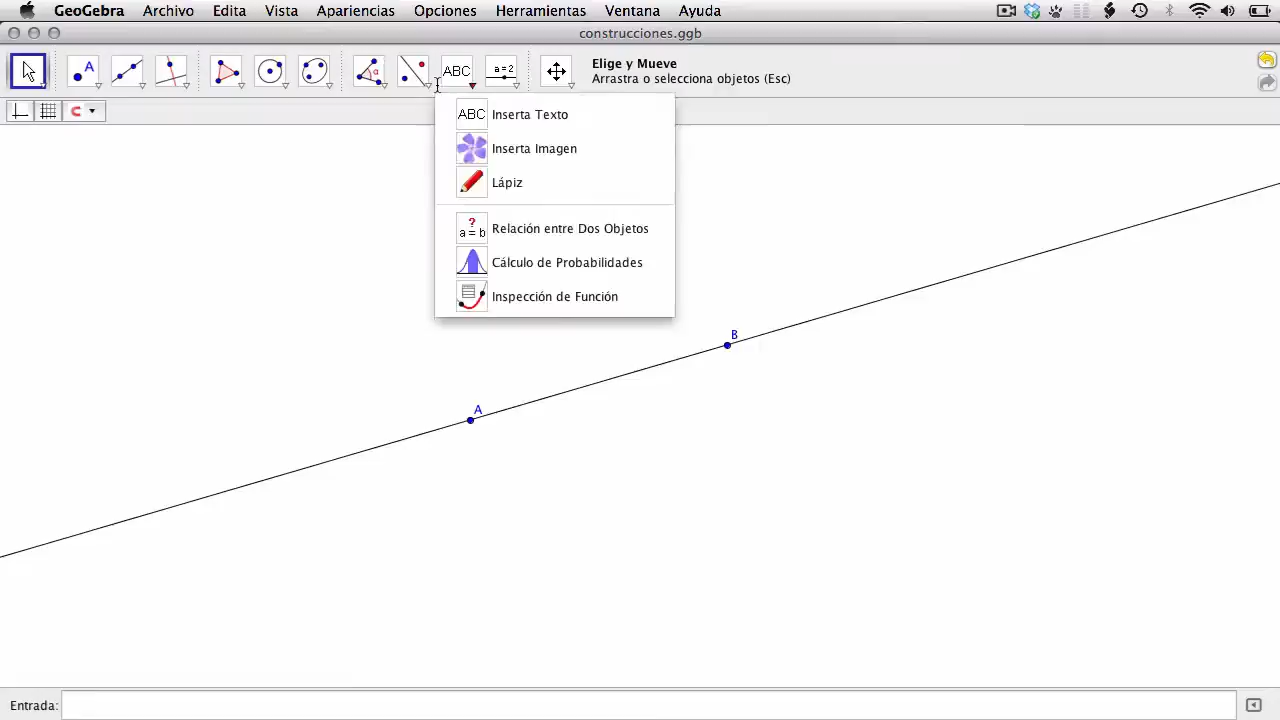 GeoGebra Archivo Edita Vista Apariencias Opciones Herramientas Ventana Ayuda
construcciones.ggb
A
α
ABC
a=2
Elige y Mueve
Arrastra o selecciona objetos (Esc)
ABC Inserta Texto
Inserta Imagen
Lápiz
? a = b Relación entre Dos Objetos
Cálculo de Probabilidades
Inspección de Función
B
A
Entrada: